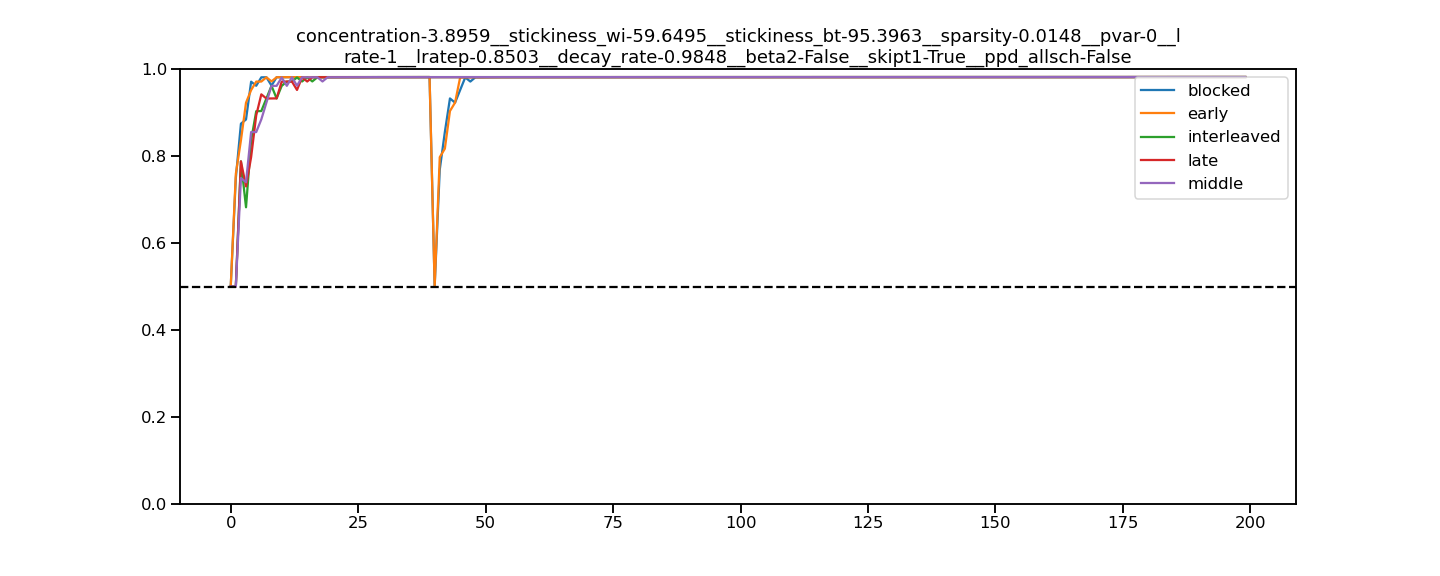 concentration-3.8959__stickiness_wi-59.6495__stickiness_bt-95.3963__sparsity-0.0148__pvar-0__l
rate-1__lratep-0.8503__decay_rate-0.9848__beta2-False__skipt1-True__ppd_allsch-False
1.0
0.8
0.6
0.4
0.2
0.0
blocked
early
interleaved
late
middle
0 25 50 75 100 125 150 175 200